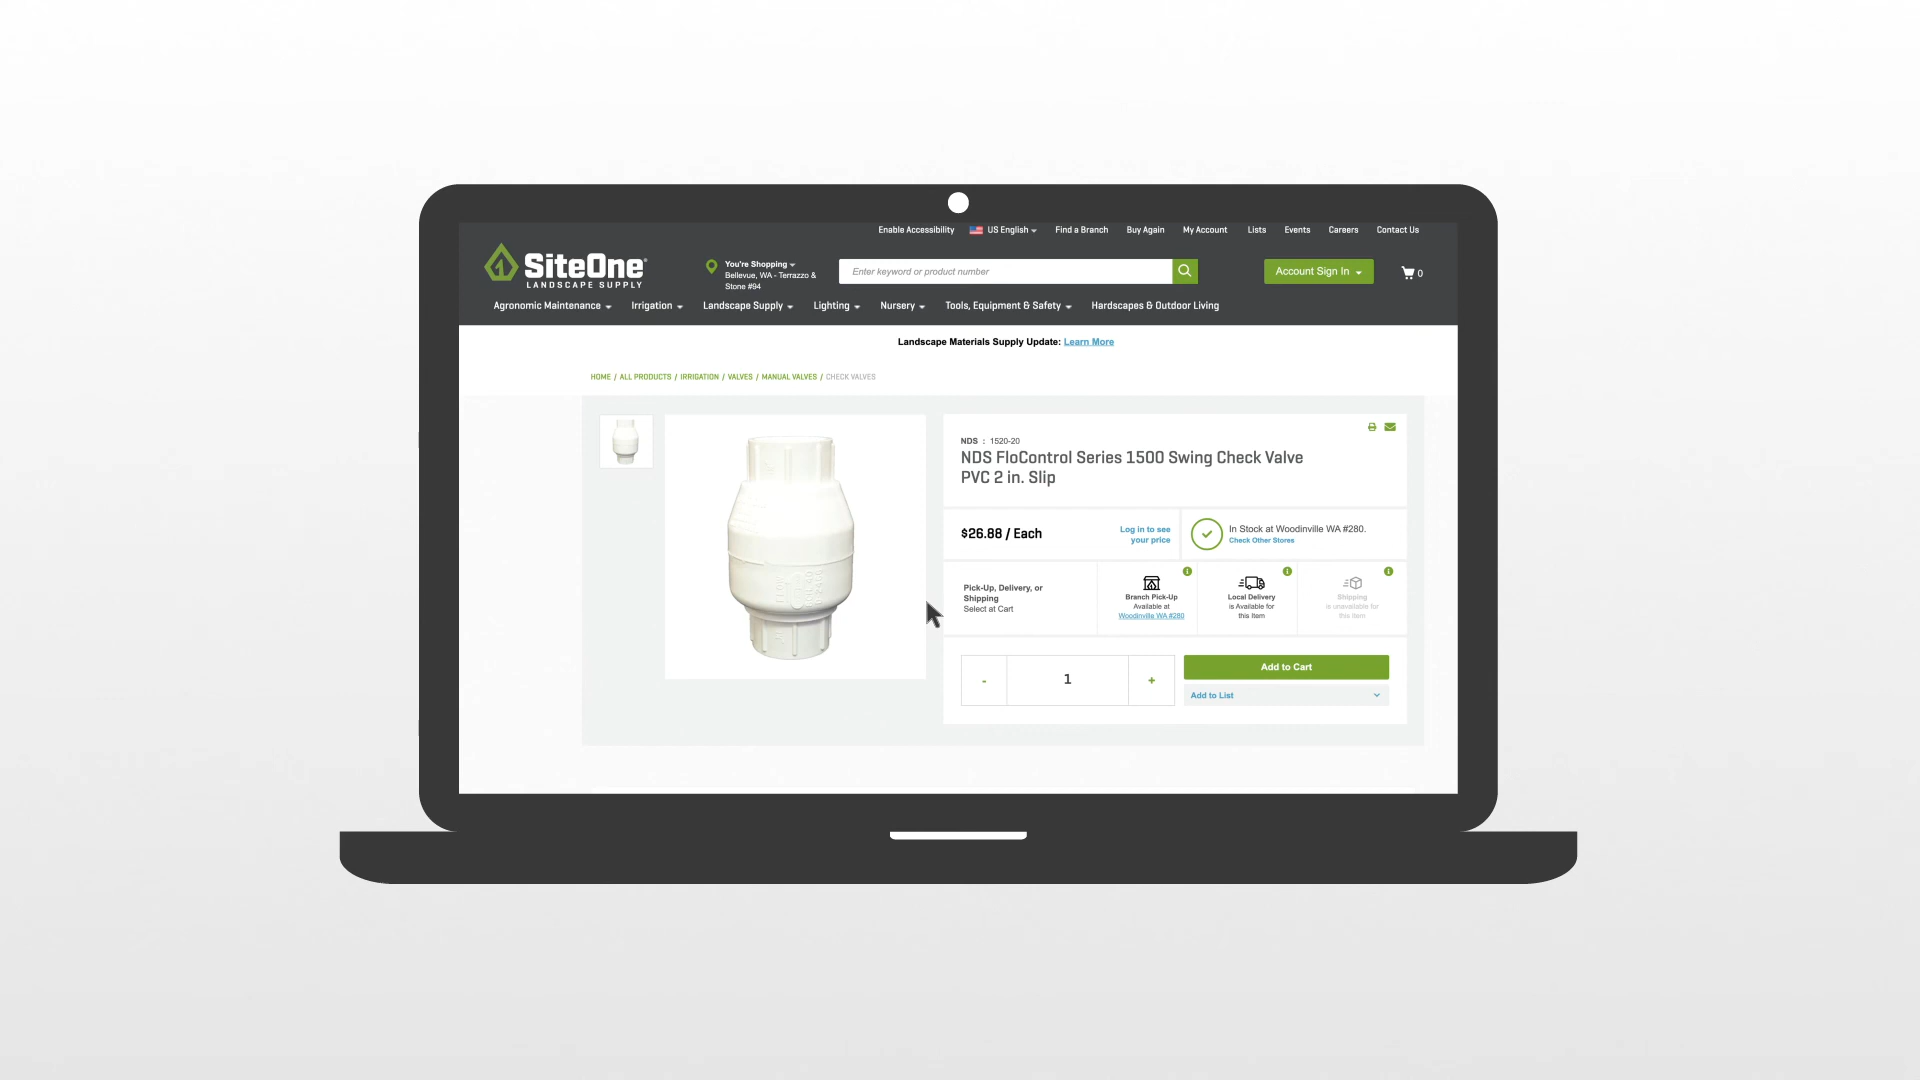 Enable Accessibility US English Find a Branch Buy Again My Account Lists Events Careers Contact Us
SiteOne
LANDSCAPE SUPPLY
You're Shopping
Bellevue, WA - Terrazzo &
Stone #94
Enter keyword or product number
Account Sign In
0
Agronomic Maintenance Irrigation Landscape Supply Lighting Nursery Tools, Equipment & Safety Hardscapes & Outdoor Living
Landscape Materials Supply Update: Learn More
HOME / ALL PRODUCTS / IRRIGATION / VALVES / MANUAL VALVES / CHECK VALVES
NDS : 1520-20
NDS FloControl Series 1500 Swing Check Valve
PVC 2 in. Slip
$26.88 / Each
Log in to see
your price
In Stock at Woodinville WA #280.
Check Other Stores
Pick-Up, Delivery, or
Shipping
Select at Cart
Branch Pick-Up
Available at
Woodinville WA #280
Local Delivery
is Available for
this item
Shipping
is unavailable for
this item
- 1 +
Add to Cart
Add to List